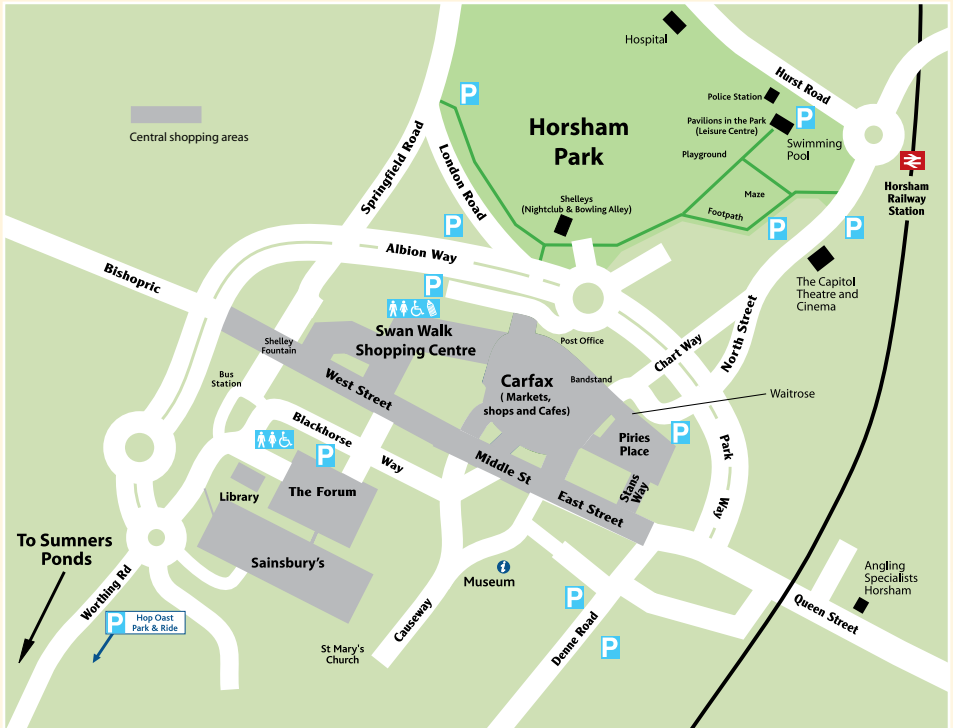 Hospital
Hurst Road
P
Police Station
Pavilions in the Park
(Leisure Centre)
P
Swimming
Pool
Central shopping areas
Horsham
Park
Playground
Springfield Road
London Road
Horsham
Railway
Station
Maze
Shelleys
(Nightclub & Bowling Alley)
Footpath
P
P
P
Albion Way
Bishopric
The Capitol
Theatre and
Cinema
P
North Street
Swan Walk
Shopping Centre
Shelley
Fountain
Post Office
Chart Way
Bus
Station
West Street
Carfax
( Markets,
shops and Cafes)
Bandstand
Waitrose
Blackhorse
Way
P
Piries
Place
P
Park
Way
Middle St
Library
The Forum
Stans
Way
East Street
To Sumners
Ponds
Sainsbury's
i
Museum
Angling
Specialists
Horsham
Worthing Rd
P
Hop Oast
Park & Ride
Causeway
P
Queen Street
Denne Road
P
St Mary's
Church